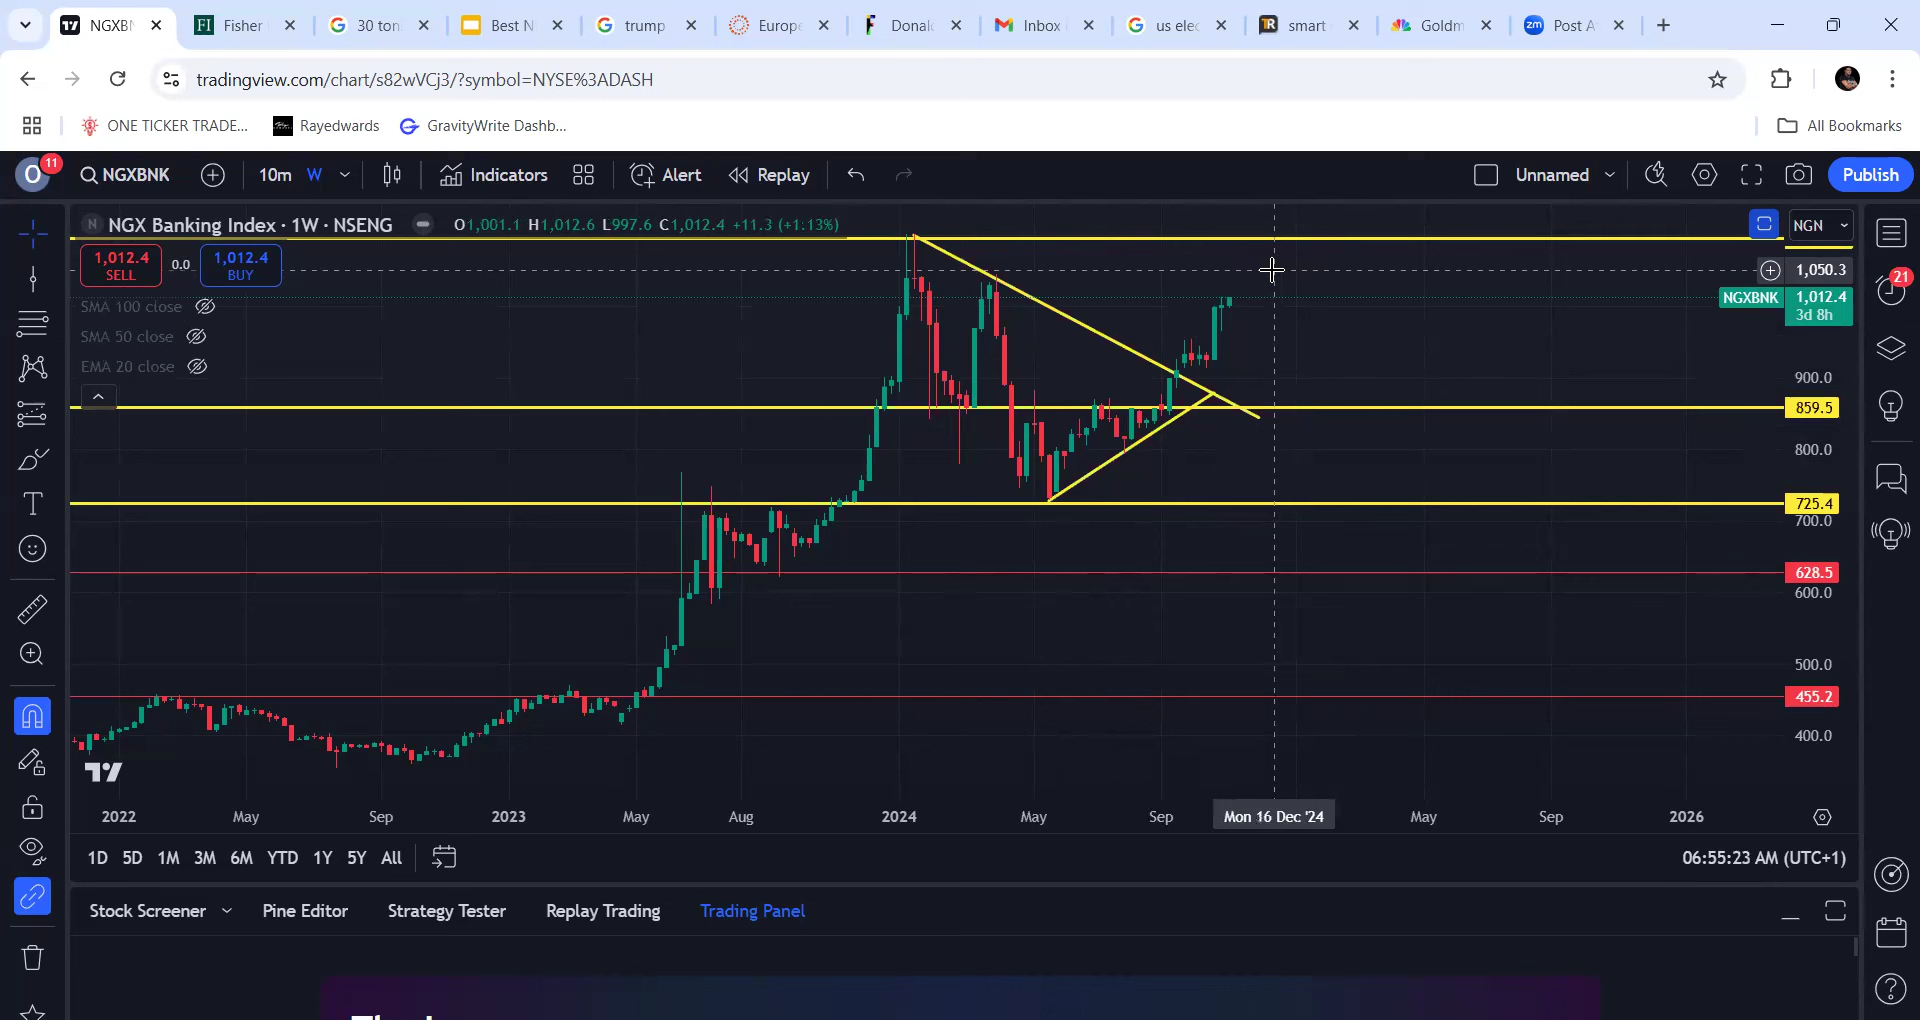 NGXBN
Fisher
30 ton
Best N
trump
Europe
Donal
Inbox
us elec
smart
Goldm
Post A
tradingview.com/chart/s82wVCj3/?symbol=NYSE%3ADASH
ONE TICKER TRADE...
Rayedwards
GravityWrite Dashb...
All Bookmarks
O 11
NGXBNK
10m W
Indicators
Alert
Replay
Unnamed
Publish
N NGX Banking Index · 1W · NSENG
O1,001.1 H1,012.6 L997.6 C1,012.4 +11.3 (+1.13%)
NGN
1,012.4
SELL
0.0
1,012.4
BUY
1,050.3
21
NGXBNK 1,012.4
3d 8h
SMA 100 close
SMA 50 close
EMA 20 close
900.0
859.5
800.0
725.4
700.0
628.5
600.0
500.0
455.2
400.0
2022 May Sep 2023 May Aug 2024 May Sep Mon 16 Dec '24 May Sep 2026
1D 5D 1M 3M 6M YTD 1Y 5Y All
06:55:23 AM (UTC+1)
Stock Screener
Pine Editor
Strategy Tester
Replay Trading
Trading Panel